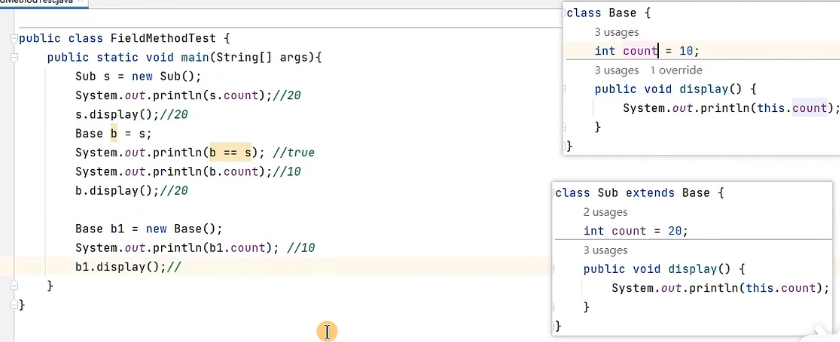 public class FieldMethodTest {
public static void main(String[] args){
Sub s = new Sub();
System.out.println(s.count);//20
s.display();//20
Base b = s;
System.out.println(b == s); //true
System.out.println(b.count);//10
b.display();//20
Base b1 = new Base();
System.out.println(b1.count); //10
b1.display();//
}
}
class Base {
3 usages
int count = 10;
3 usages 1 override
public void display() {
System.out.println(this.count);
}
}
class Sub extends Base {
2 usages
int count = 20;
3 usages
public void display() {
System.out.println(this.count);
}
}